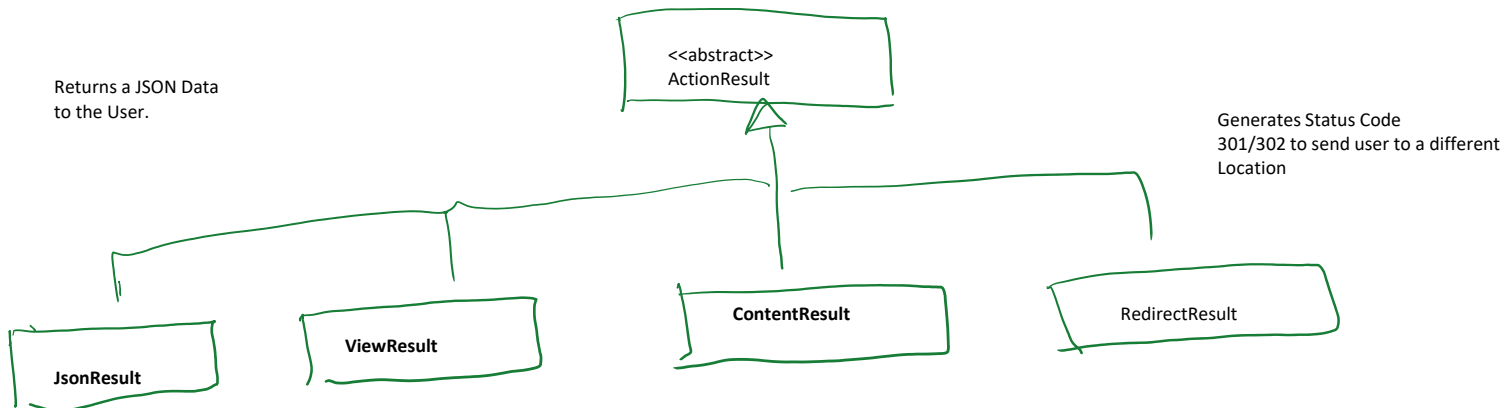 <<abstract>>
ActionResult
Returns a JSON Data
to the User.
Generates Status Code
301/302 to send user to a different
Location
JsonResult
ViewResult
ContentResult
RedirectResult